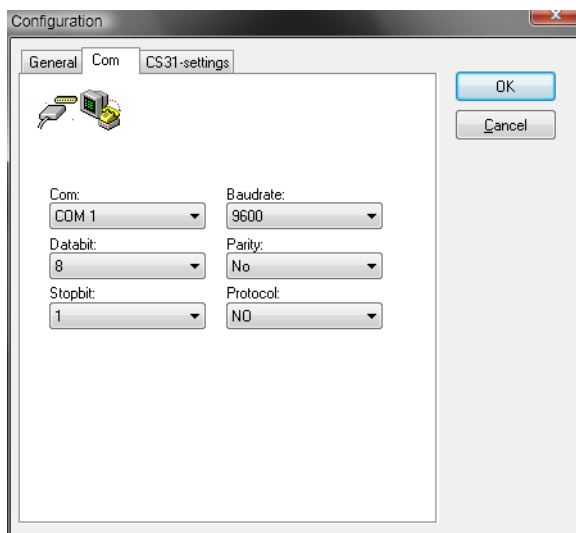 Configuration
General Com CS31-settings
OK
Cancel
Com: Baudrate:
COM 1 9600
Databit: Parity:
8 No
Stopbit: Protocol:
1 NO